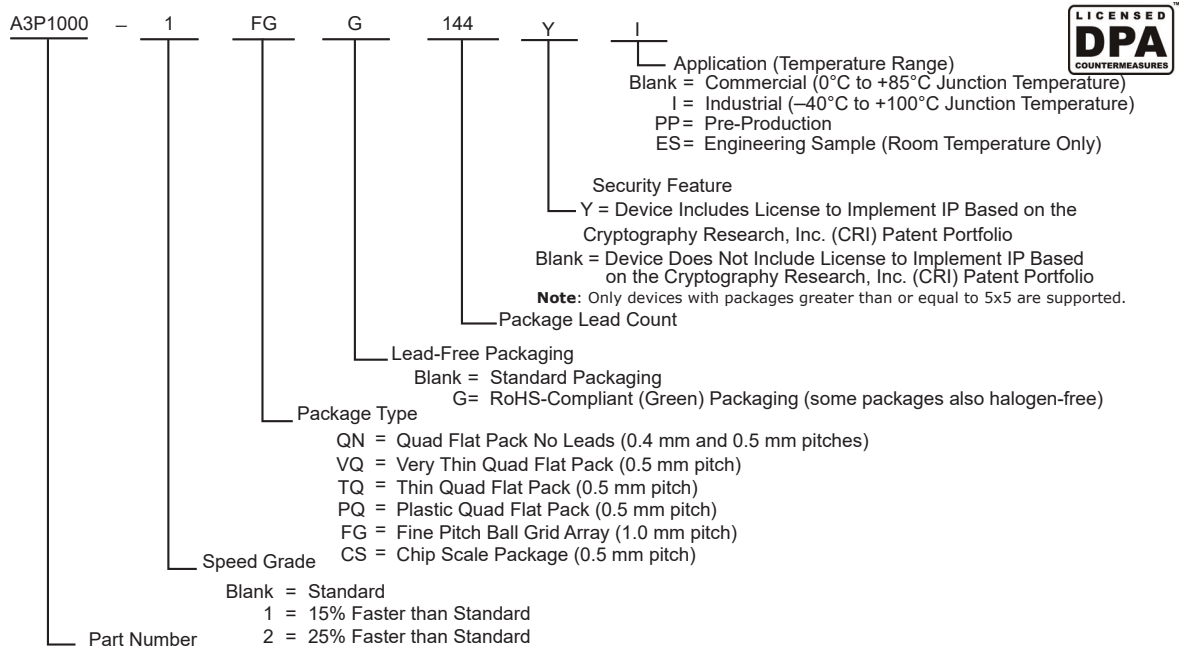 A3P1000 – 1 FG G 144 Y I
LICENSED
DPA
COUNTERMEASURES
™
Application (Temperature Range)
Blank = Commercial (0°C to +85°C Junction Temperature)
I = Industrial (–40°C to +100°C Junction Temperature)
PP = Pre-Production
ES = Engineering Sample (Room Temperature Only)
Security Feature
Y = Device Includes License to Implement IP Based on the
Cryptography Research, Inc. (CRI) Patent Portfolio
Blank = Device Does Not Include License to Implement IP Based
on the Cryptography Research, Inc. (CRI) Patent Portfolio
Note: Only devices with packages greater than or equal to 5x5 are supported.
Package Lead Count
Lead-Free Packaging
Blank = Standard Packaging
G= RoHS-Compliant (Green) Packaging (some packages also halogen-free)
Package Type
QN = Quad Flat Pack No Leads (0.4 mm and 0.5 mm pitches)
VQ = Very Thin Quad Flat Pack (0.5 mm pitch)
TQ = Thin Quad Flat Pack (0.5 mm pitch)
PQ = Plastic Quad Flat Pack (0.5 mm pitch)
FG = Fine Pitch Ball Grid Array (1.0 mm pitch)
CS = Chip Scale Package (0.5 mm pitch)
Speed Grade
Blank = Standard
1 = 15% Faster than Standard
2 = 25% Faster than Standard
Part Number